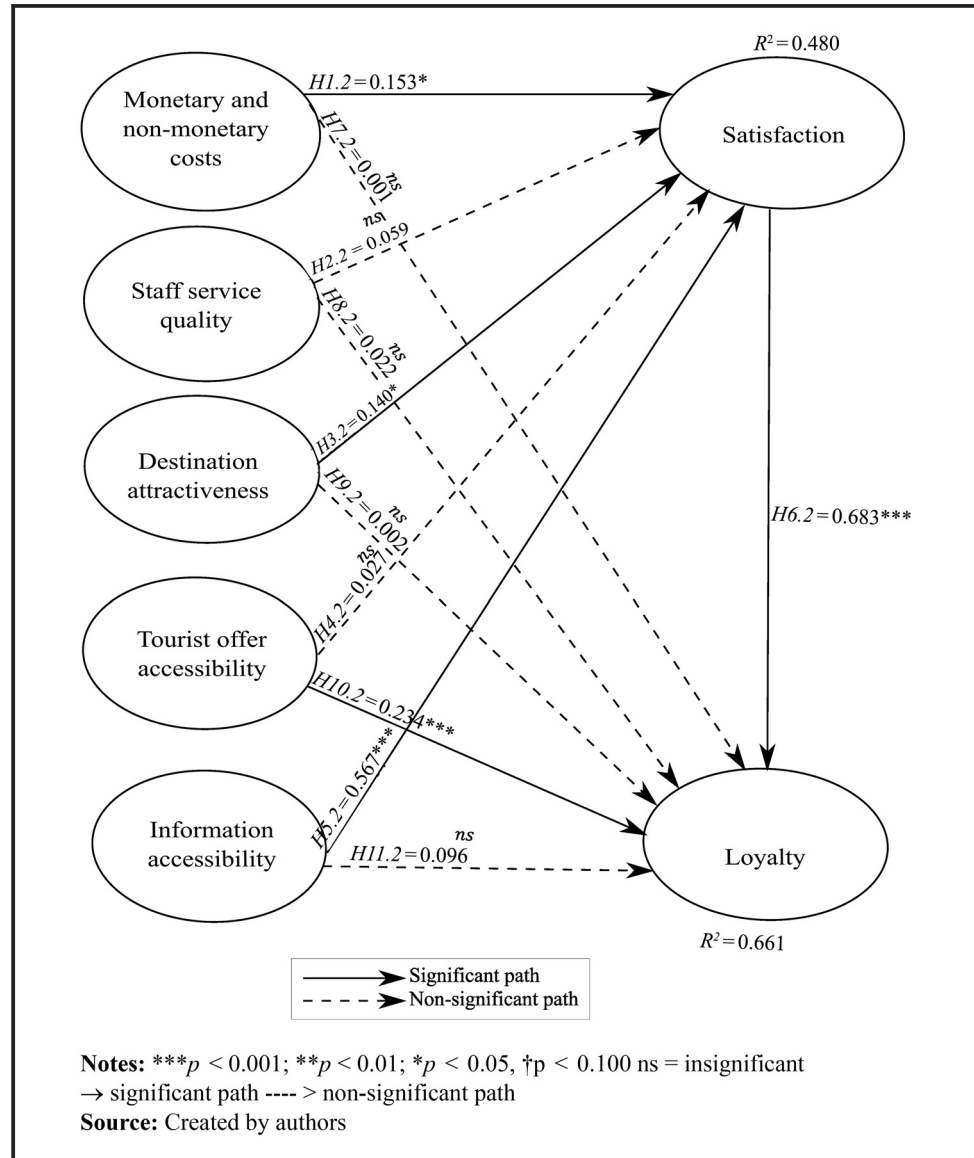 R² = 0.480
Monetary and
non-monetary
costs
H1.2 = 0.153*
Satisfaction
H7.2 = 0.001 ns
H2.2 = 0.059 ns
Staff service
quality
H8.2 = 0.022 ns
H3.2 = 0.140*
Destination
attractiveness
H9.2 = 0.002 ns
H6.2 = 0.683***
H4.2 = 0.027 ns
Tourist offer
accessibility
H10.2 = 0.234***
H5.2 = 0.567***
Information
accessibility
H11.2 = 0.096 ns
Loyalty
R² = 0.661
Significant path
Non-significant path
Notes: ***p < 0.001; **p < 0.01; *p < 0.05, †p < 0.100 ns = insignificant
→ significant path ---- > non-significant path
Source: Created by authors